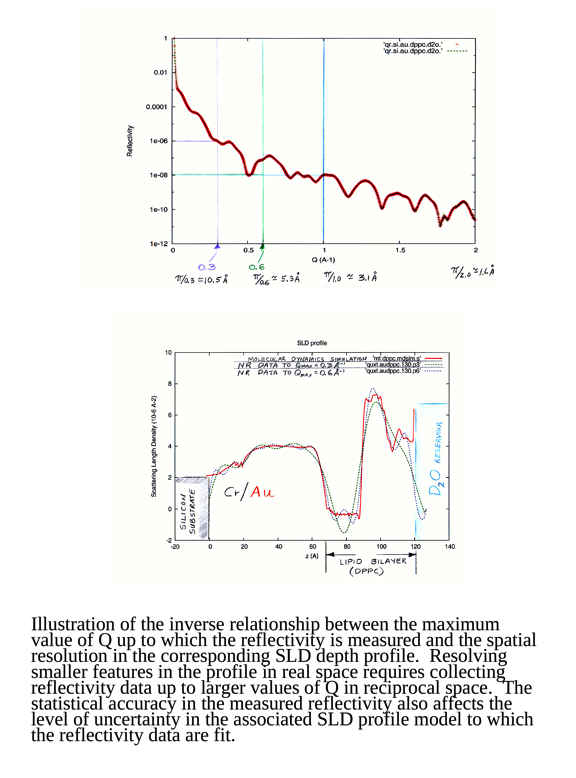 'qr.si.au.dppc.d2o.'
'qr.si.au.dppc.d2o.'
1
0.01
0.0001
1e-06
1e-08
1e-10
1e-12
Reflectivity
0 0.5 1 1.5 2
0.3 0.6
Q (A-1)
π/0.3 ≃ 10.5 Å π/0.6 ≃ 5.3 Å π/1.0 ≃ 3.1 Å π/2.0 ≃ 1.6 Å
SLD profile
MOLECULAR DYNAMICS SIMULATION 'mf.dppc.mdsim.s'
NR DATA TO QMAX = 0.3 Å-1 'quxt.audppc.130.p3'
NR DATA TO QMAX = 0.6 Å-1 'quxt.audppc.130.p6'
10
8
6
4
2
0
-2
Scattering Length Density (10-6 A-2)
SILICON
SUBSTRATE
Cr/Au
D2O RESERVOIR
-20 0 20 40 60 80 100 120 140
z (A)
LIPID BILAYER
(DPPC)
Illustration of the inverse relationship between the maximum
value of Q up to which the reflectivity is measured and the spatial
resolution in the corresponding SLD depth profile. Resolving
smaller features in the profile in real space requires collecting
reflectivity data up to larger values of Q in reciprocal space. The
statistical accuracy in the measured reflectivity also affects the
level of uncertainty in the associated SLD profile model to which
the reflectivity data are fit.